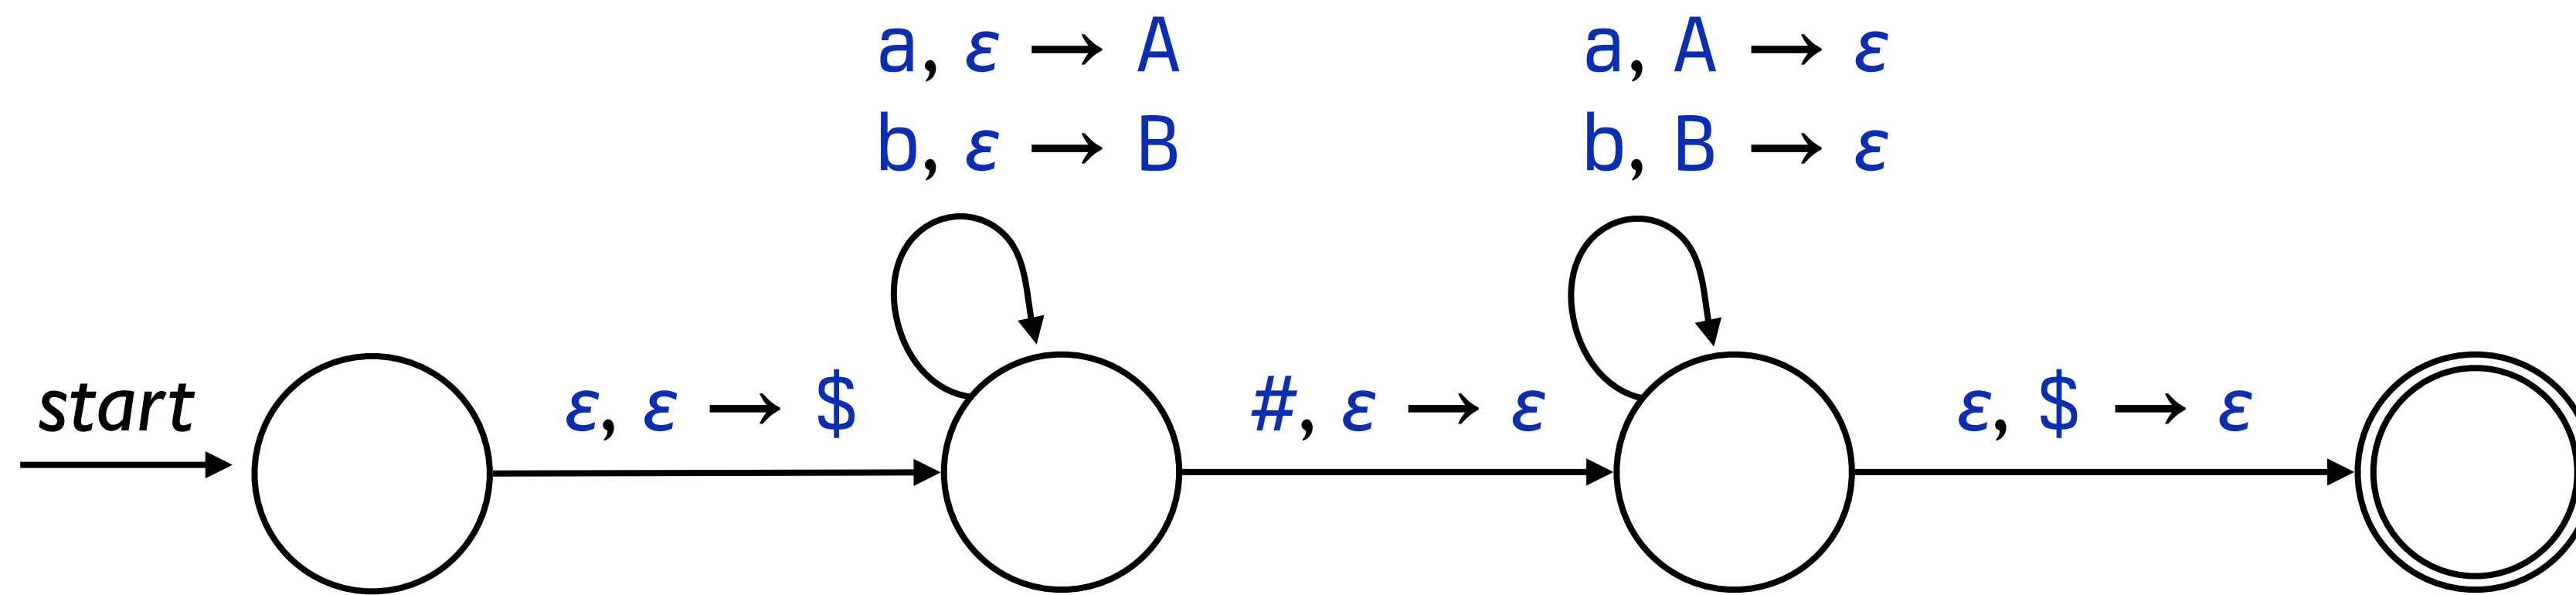 a, ε → A
b, ε → B
a, A → ε
b, B → ε
start
ε, ε → $
#, ε → ε
ε, $ → ε